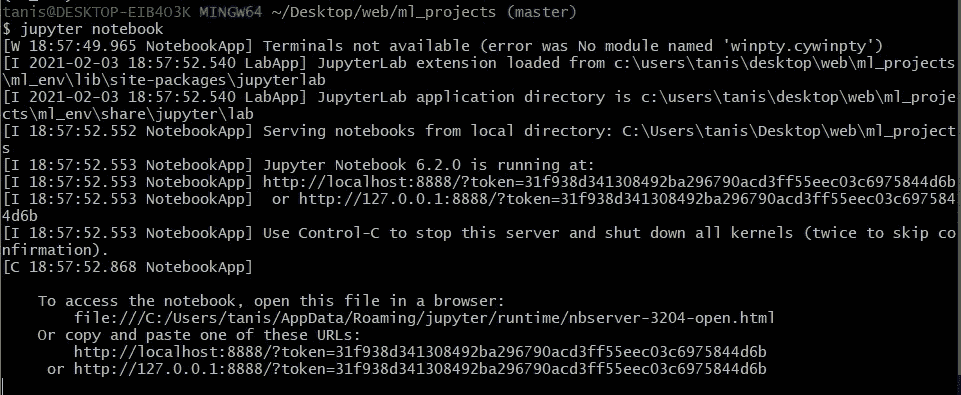 tanis@DESKTOP-EIB4O3K MINGW64 ~/Desktop/web/ml_projects (master)
$ jupyter notebook
[W 18:57:49.965 NotebookApp] Terminals not available (error was No module named 'winpty.cywinpty')
[I 2021-02-03 18:57:52.540 LabApp] JupyterLab extension loaded from c:\users\tanis\desktop\web\ml_projects
\ml_env\lib\site-packages\jupyterlab
[I 2021-02-03 18:57:52.540 LabApp] JupyterLab application directory is c:\users\tanis\desktop\web\ml_proje
cts\ml_env\share\jupyter\lab
[I 18:57:52.552 NotebookApp] Serving notebooks from local directory: C:\Users\tanis\Desktop\web\ml_project
s
[I 18:57:52.553 NotebookApp] Jupyter Notebook 6.2.0 is running at:
[I 18:57:52.553 NotebookApp] http://localhost:8888/?token=31f938d341308492ba296790acd3ff55eec03c6975844d6b
[I 18:57:52.553 NotebookApp]  or http://127.0.0.1:8888/?token=31f938d341308492ba296790acd3ff55eec03c697584
4d6b
[I 18:57:52.553 NotebookApp] Use Control-C to stop this server and shut down all kernels (twice to skip co
nfirmation).
[C 18:57:52.868 NotebookApp]
To access the notebook, open this file in a browser:
file:///C:/Users/tanis/AppData/Roaming/jupyter/runtime/nbserver-3204-open.html
Or copy and paste one of these URLs:
http://localhost:8888/?token=31f938d341308492ba296790acd3ff55eec03c6975844d6b
or http://127.0.0.1:8888/?token=31f938d341308492ba296790acd3ff55eec03c6975844d6b